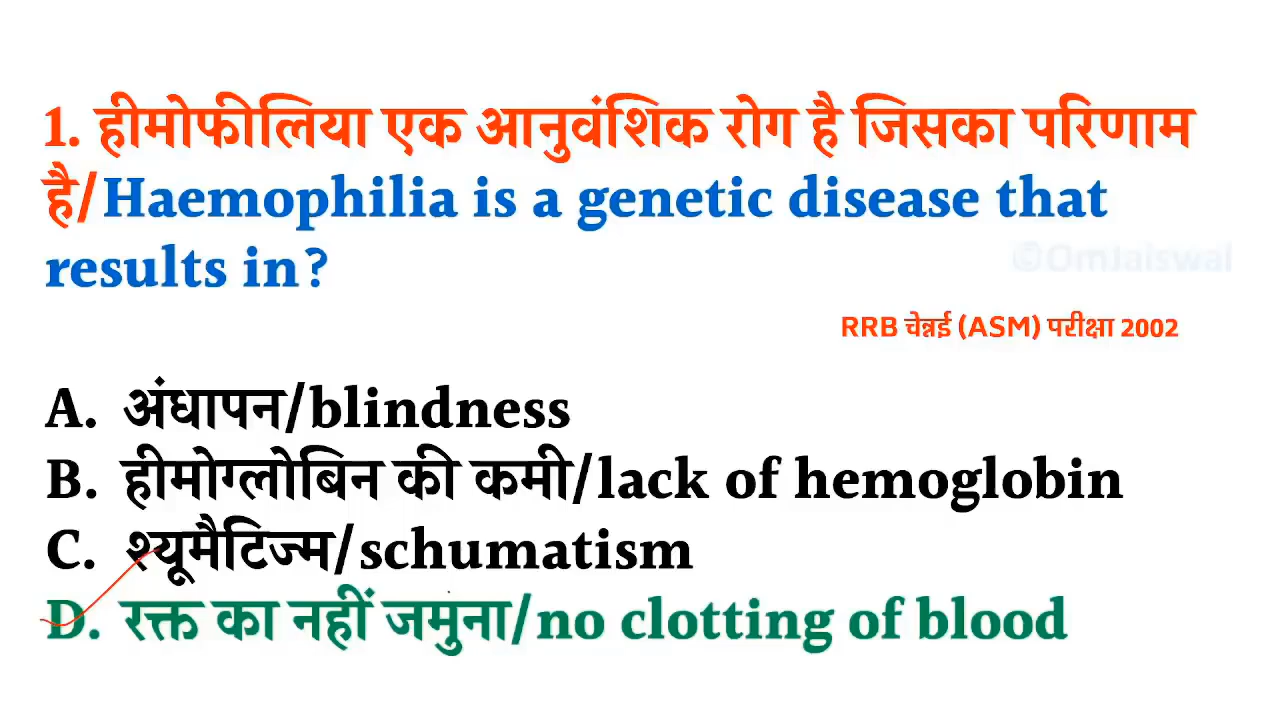 1. हीमोफीलिया एक आनुवंशिक रोग है जिसका परिणाम
है/Haemophilia is a genetic disease that
results in?
©OmJaiswal
RRB चेन्नई (ASM) परीक्षा 2002
A. अंधापन/blindness
B. हीमोग्लोबिन की कमी/lack of hemoglobin
C. श्यूमैटिज्म/schumatism
D. रक्त का नहीं जमुना/no clotting of blood